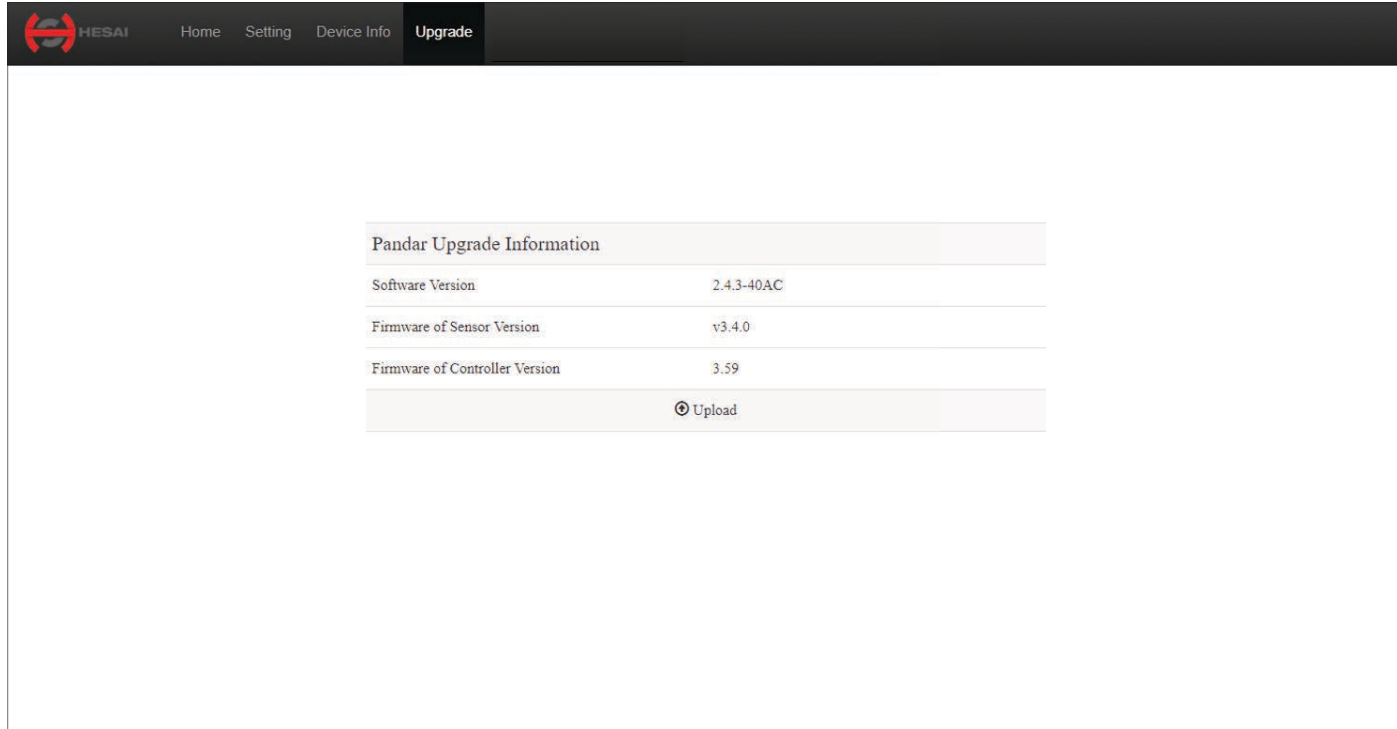 HESAI Home Setting Device Info Upgrade
Pandar Upgrade Information
Software Version 2.4.3-40AC
Firmware of Sensor Version v3.4.0
Firmware of Controller Version 3.59
Upload